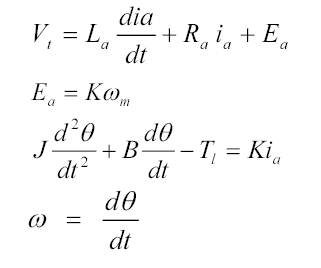 V_t = L_a dia/dt + R_a i_a + E_a
E_a = Kω_m
J d²θ/dt² + B dθ/dt − T_l = Ki_a
ω = dθ/dt